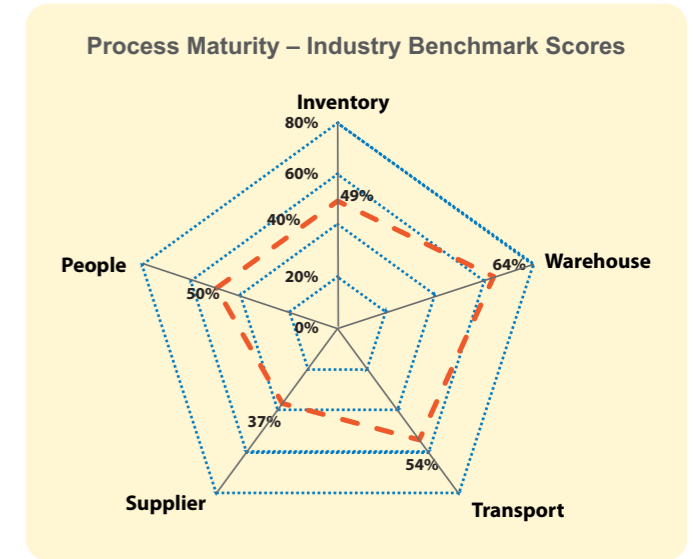 Process Maturity – Industry Benchmark Scores
Inventory
80%
60%
49%
40%
64%
Warehouse
People
20%
50%
0%
37%
54%
Supplier
Transport